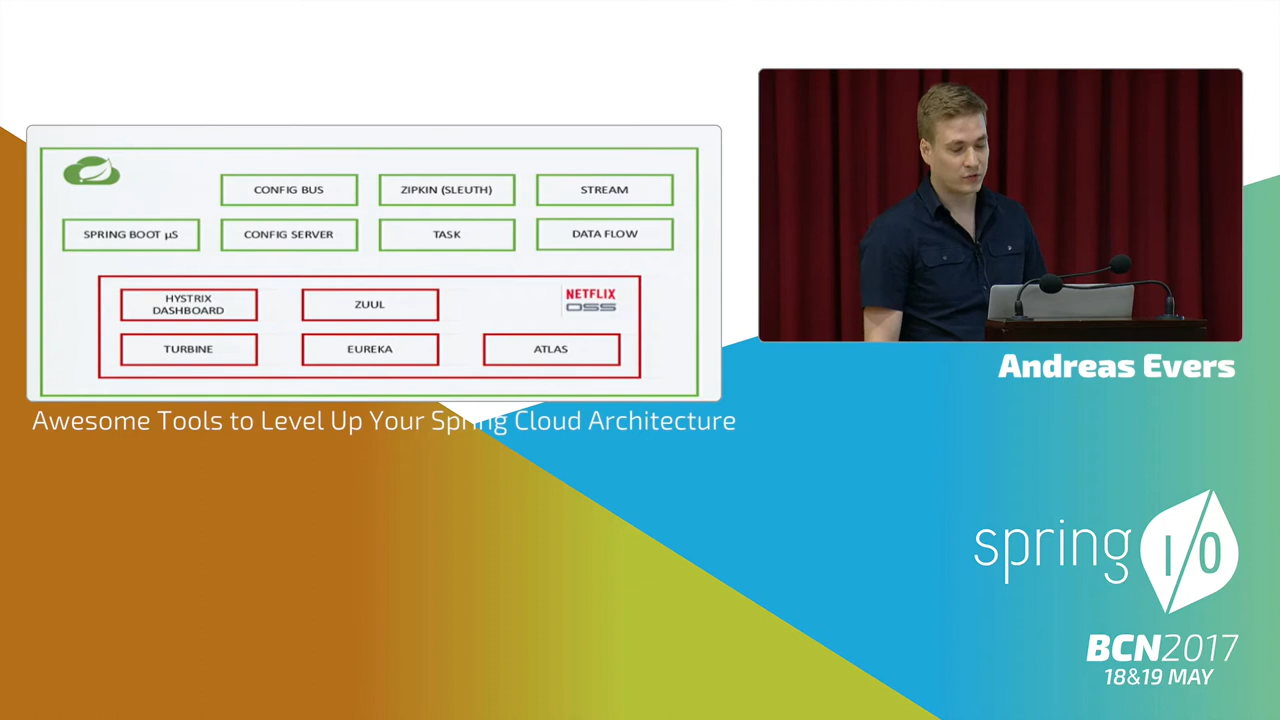 CONFIG BUS
ZIPKIN (SLEUTH)
STREAM
SPRING BOOT µS
CONFIG SERVER
TASK
DATA FLOW
HYSTRIX
DASHBOARD
ZUUL
NETFLIX
OSS
TURBINE
EUREKA
ATLAS
Andreas Evers
Awesome Tools to Level Up Your Spring Cloud Architecture
spring I/O
BCN2017
18&19 MAY